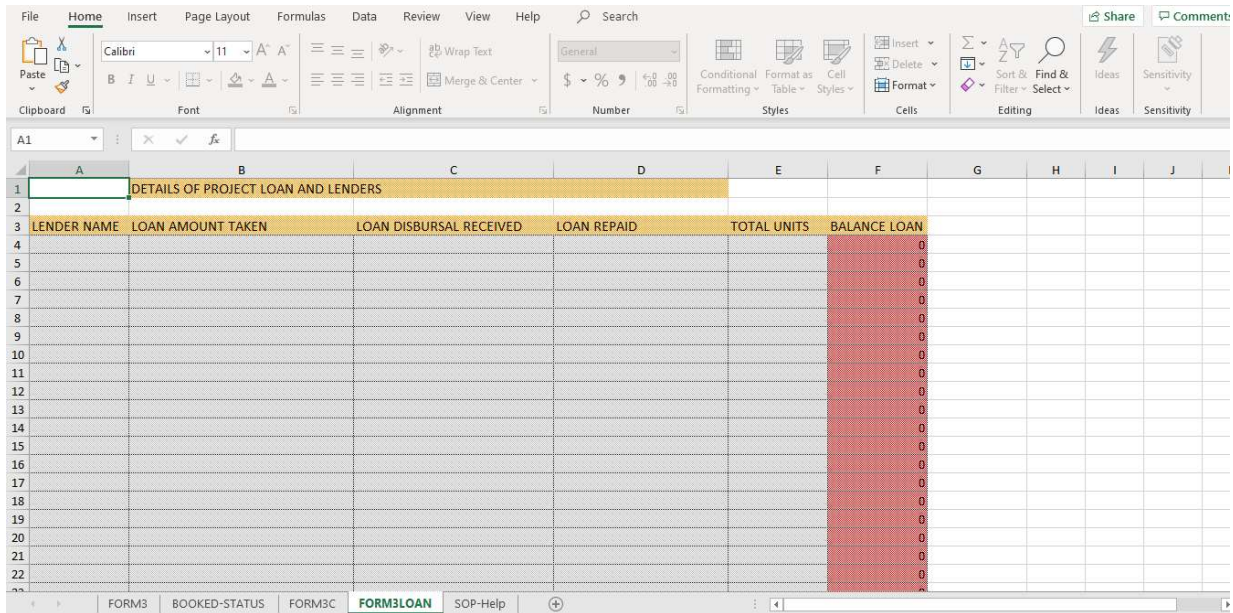 File Home Insert Page Layout Formulas Data Review View Help Search Share Comments
Calibri 11 A A Wrap Text General Insert
Paste B I U A Merge & Center $ % 9 Conditional Formatting Format as Table Cell Styles Delete Format Sort & Filter Find & Select Ideas Sensitivity
Clipboard Font Alignment Number Styles Cells Editing Ideas Sensitivity
A1 fx
A B C D E F G H I J
1 DETAILS OF PROJECT LOAN AND LENDERS
2
3 LENDER NAME LOAN AMOUNT TAKEN LOAN DISBURSAL RECEIVED LOAN REPAID TOTAL UNITS BALANCE LOAN
4 0
5 0
6 0
7 0
8 0
9 0
10 0
11 0
12 0
13 0
14 0
15 0
16 0
17 0
18 0
19 0
20 0
21 0
22 0
FORM3 BOOKED-STATUS FORM3C FORM3LOAN SOP-Help